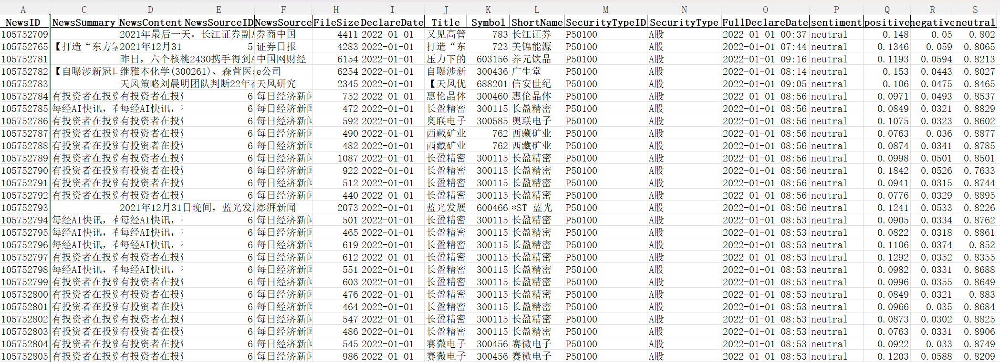 A C D E F H I J K L M N O P Q R S
NewsID NewsSummary NewsContent NewsSourceID NewsSource FileSize DeclareDate Title Symbol ShortName SecurityTypeID SecurityType FullDeclareDate sentiment positive negative neutral
105752709 2021年最后一天，长江证券副总 券商中国 4411 2022-01-01 又见高管 783 长江证券 P50100 A股 2022-01-01 00:37: neutral 0.148 0.05 0.802
105752765 【打造“东方氢 2021年12月31 5 证券日报 4283 2022-01-01 打造“东 723 美锦能源 P50100 A股 2022-01-01 07:44: neutral 0.1346 0.059 0.8065
105752781 昨日，六个核桃2430携手得到A 中国网财经 6154 2022-01-01 压力下的 603156 养元饮品 P50100 A股 2022-01-01 09:16: neutral 0.1193 0.0594 0.8213
105752782 【自曝涉新冠口 继雅本化学(300261)、森萱医药 e公司 6254 2022-01-01 自曝涉新 300436 广生堂 P50100 A股 2022-01-01 08:14: neutral 0.153 0.0443 0.8027
105752783 天风策略刘晨明团队判断22年在 天风研究 2345 2022-01-01 【天风优 688201 信安世纪 P50100 A股 2022-01-01 09:05: neutral 0.106 0.0475 0.8465
105752784 有投资者在投资 有投资者在投资 6 每日经济新闻 752 2022-01-01 惠伦晶体 300460 惠伦晶体 P50100 A股 2022-01-01 08:56: neutral 0.0971 0.0493 0.8537
105752785 每经AI快讯，有 每经AI快讯， 6 每日经济新闻 472 2022-01-01 长盈精密 300115 长盈精密 P50100 A股 2022-01-01 08:56: neutral 0.0849 0.0321 0.8829
105752786 有投资者在投资 有投资者在投资 6 每日经济新闻 592 2022-01-01 奥联电子 300585 奥联电子 P50100 A股 2022-01-01 08:56: neutral 0.1075 0.0323 0.8602
105752787 有投资者在投资 有投资者在投资 6 每日经济新闻 490 2022-01-01 西藏矿业 762 西藏矿业 P50100 A股 2022-01-01 08:56: neutral 0.0763 0.036 0.8877
105752788 有投资者在投资 有投资者在投资 6 每日经济新闻 482 2022-01-01 西藏矿业 762 西藏矿业 P50100 A股 2022-01-01 08:56: neutral 0.0874 0.0341 0.8785
105752789 有投资者在投资 有投资者在投资 6 每日经济新闻 1087 2022-01-01 长盈精密 300115 长盈精密 P50100 A股 2022-01-01 08:56: neutral 0.0998 0.0501 0.8501
105752790 有投资者在投资 有投资者在投资 6 每日经济新闻 922 2022-01-01 长盈精密 300115 长盈精密 P50100 A股 2022-01-01 08:56: neutral 0.1842 0.0526 0.7633
105752791 有投资者在投资 有投资者在投资 6 每日经济新闻 512 2022-01-01 长盈精密 300115 长盈精密 P50100 A股 2022-01-01 08:56: neutral 0.0941 0.0315 0.8744
105752792 有投资者在投资 有投资者在投资 6 每日经济新闻 440 2022-01-01 长盈精密 300115 长盈精密 P50100 A股 2022-01-01 08:56: neutral 0.0776 0.0329 0.8895
105752793 2021年12月31日晚间，蓝光发展 澎湃新闻 2073 2022-01-01 蓝光发展 600466 *ST 蓝光 P50100 A股 2022-01-01 08:56: neutral 0.1241 0.0533 0.8226
105752794 每经AI快讯，有 每经AI快讯， 6 每日经济新闻 501 2022-01-01 长盈精密 300115 长盈精密 P50100 A股 2022-01-01 08:53: neutral 0.0905 0.0334 0.8762
105752795 每经AI快讯，有 每经AI快讯， 6 每日经济新闻 465 2022-01-01 长盈精密 300115 长盈精密 P50100 A股 2022-01-01 08:53: neutral 0.0822 0.0318 0.8861
105752796 每经AI快讯，有 每经AI快讯， 6 每日经济新闻 619 2022-01-01 长盈精密 300115 长盈精密 P50100 A股 2022-01-01 08:53: neutral 0.1106 0.0374 0.852
105752797 有投资者在投资 有投资者在投资 6 每日经济新闻 612 2022-01-01 长盈精密 300115 长盈精密 P50100 A股 2022-01-01 08:53: neutral 0.1292 0.0352 0.8355
105752798 每经AI快讯，有 每经AI快讯， 6 每日经济新闻 551 2022-01-01 长盈精密 300115 长盈精密 P50100 A股 2022-01-01 08:53: neutral 0.0982 0.0331 0.8688
105752799 有投资者在投资 有投资者在投资 6 每日经济新闻 603 2022-01-01 长盈精密 300115 长盈精密 P50100 A股 2022-01-01 08:53: neutral 0.0996 0.0355 0.8649
105752800 有投资者在投资 有投资者在投资 6 每日经济新闻 476 2022-01-01 长盈精密 300115 长盈精密 P50100 A股 2022-01-01 08:53: neutral 0.0849 0.0321 0.883
105752801 有投资者在投资 有投资者在投资 6 每日经济新闻 464 2022-01-01 长盈精密 300115 长盈精密 P50100 A股 2022-01-01 08:53: neutral 0.0966 0.035 0.8684
105752802 有投资者在投资 有投资者在投资 6 每日经济新闻 547 2022-01-01 长盈精密 300115 长盈精密 P50100 A股 2022-01-01 08:53: neutral 0.0873 0.0302 0.8825
105752803 有投资者在投资 有投资者在投资 6 每日经济新闻 486 2022-01-01 长盈精密 300115 长盈精密 P50100 A股 2022-01-01 08:53: neutral 0.0763 0.0331 0.8906
105752804 有投资者在投资 有投资者在投资 6 每日经济新闻 545 2022-01-01 赛微电子 300456 赛微电子 P50100 A股 2022-01-01 08:53: neutral 0.0922 0.033 0.8749
105752805 有投资者在投资 有投资者在投资 6 每日经济新闻 986 2022-01-01 赛微电子 300456 赛微电子 P50100 A股 2022-01-01 08:53: neutral 0.1203 0.0588 0.8209